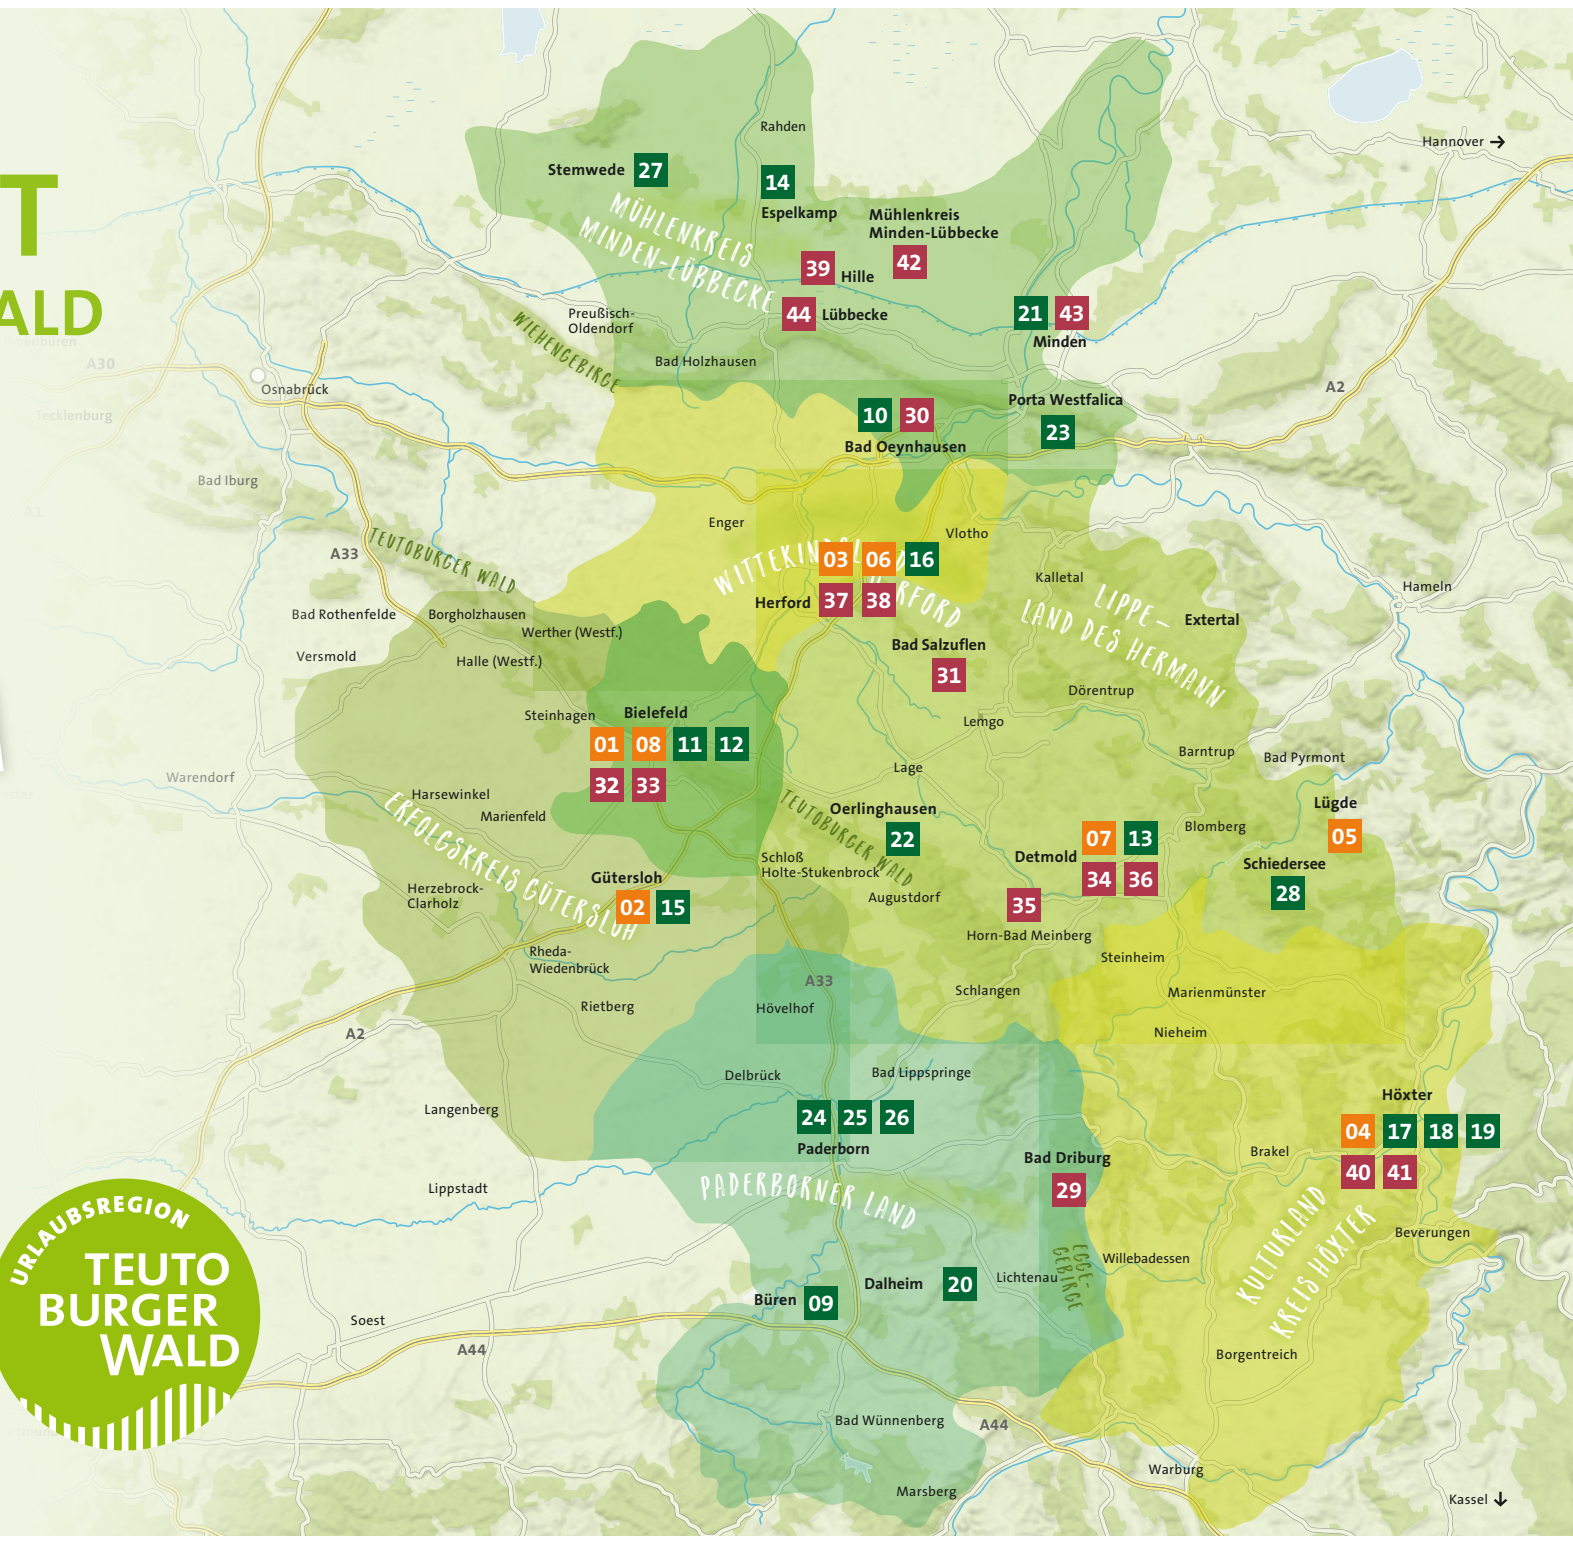 T
ALD
Rahden
Hannover →
Stemwede 27
14
Espelkamp
MÜHLENKREIS
MINDEN-LÜBBECKE
Mühlenkreis
Minden-Lübbecke
42
39 Hille
44 Lübbecke
21 43
Minden
Preußisch-
Oldendorf
WIEHENGEBIRGE
Bad Holzhausen
A30
Osnabrück
Tecklenburg
A2
Porta Westfalica
23
10 30
Bad Oeynhausen
Bad Iburg
A1
Enger
Vlotho
A33
TEUTOBURGER WALD
03 06 16
Herford 37 38
Kalletal
LIPPE-
LAND DES HERMANN
Extertal
Hameln
Bad Rothenfelde
Borgholzhausen
Werther (Westf.)
Versmold
Halle (Westf.)
Bad Salzuflen
31
Dörentrup
Lemgo
Steinhagen
Bielefeld
01 08 11 12
32 33
Barntrup
Bad Pyrmont
Warendorf
Lage
Harsewinkel
Marienfeld
ERFOLGSKREIS GÜTERSLOH
TEUTOBURGER WALD
Oerlinghausen
22
Lügde
05
Blomberg
07 13
Detmold
34 36
Schiedersee
28
Schloß
Holte-Stukenbrock
Augustdorf
35
Horn-Bad Meinberg
Gütersloh
02 15
Herzebrock-
Clarholz
Rheda-
Wiedenbrück
Rietberg
Steinheim
A33
Hövelhof
Schlangen
Marienmünster
Nieheim
A2
Delbrück
Bad Lippspringe
Langenberg
24 25 26
Paderborn
Höxter
04 17 18 19
40 41
Brakel
Bad Driburg
29
Lippstadt
PADERBORNER LAND
KULTURLAND
KREIS HÖXTER
Beverungen
EGGE-
GEBIRGE
Willebadessen
Lichtenau
Dalheim 20
Büren 09
URLAUBSREGION
TEUTO
BURGER
WALD
Soest
A44
Borgentreich
Bad Wünnenberg
A44
Warburg
Marsberg
Kassel ↓